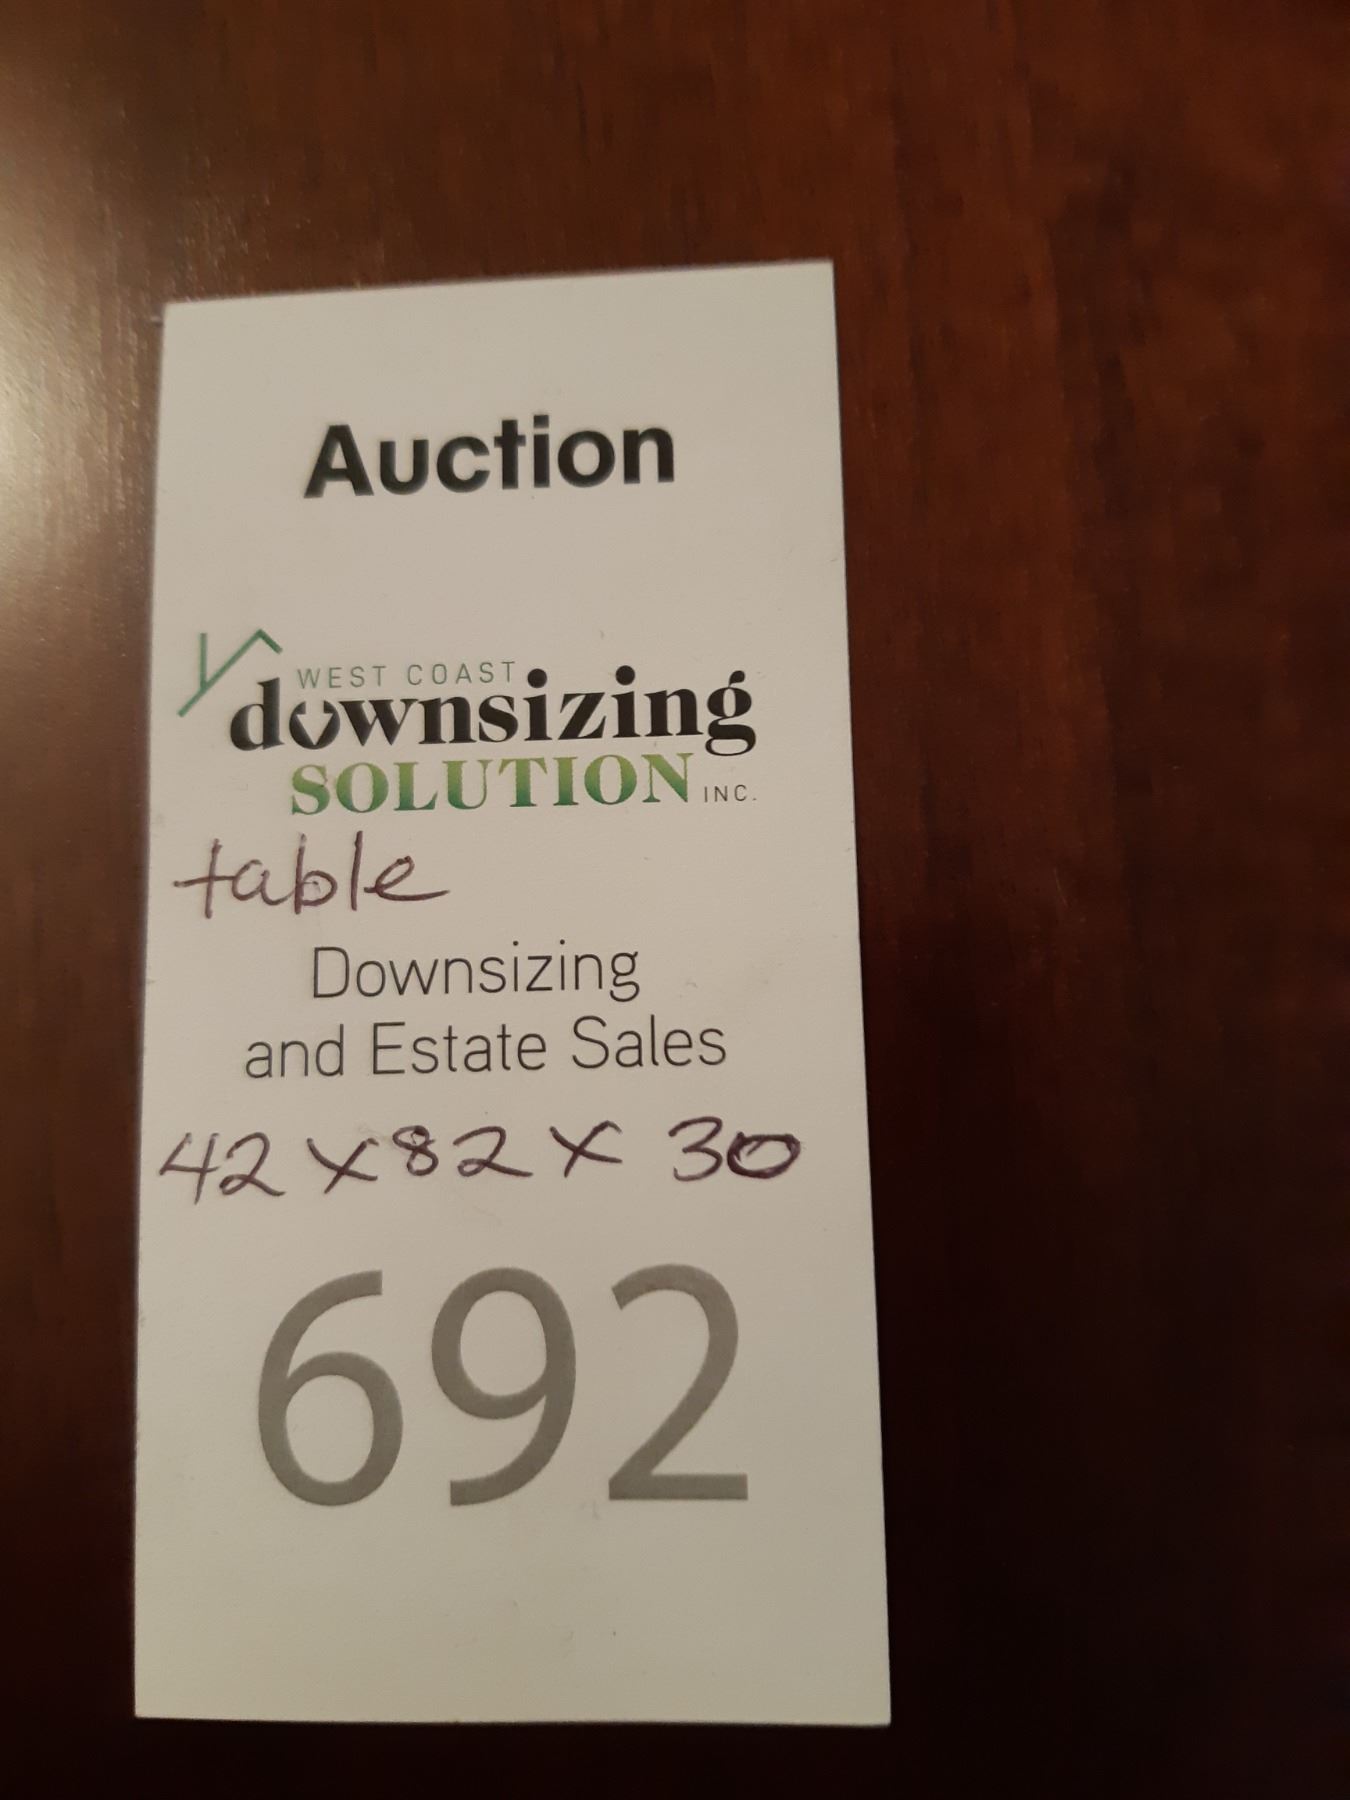 Auction
WEST COAST
downsizing
SOLUTION INC.
table
Downsizing
and Estate Sales
42 x 82 x 30
692